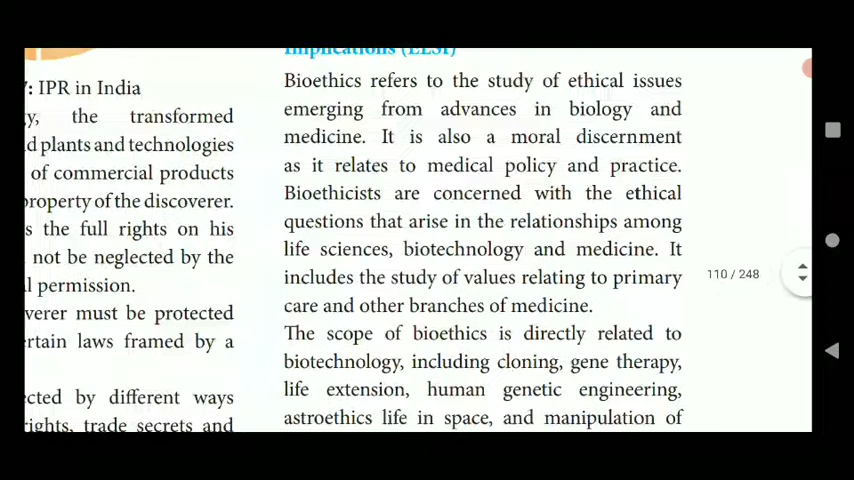 : IPR in India
the transformed
plants and technologies
of commercial products
property of the discoverer.
the full rights on his
not be neglected by the
permission.
must be protected
laws framed by a
by different ways
trade secrets and
Implications (ELSI)
Bioethics refers to the study of ethical issues
emerging from advances in biology and
medicine. It is also a moral discernment
as it relates to medical policy and practice.
Bioethicists are concerned with the ethical
questions that arise in the relationships among
life sciences, biotechnology and medicine. It
includes the study of values relating to primary
care and other branches of medicine.
The scope of bioethics is directly related to
biotechnology, including cloning, gene therapy,
life extension, human genetic engineering,
astroethics life in space, and manipulation of
110 / 248